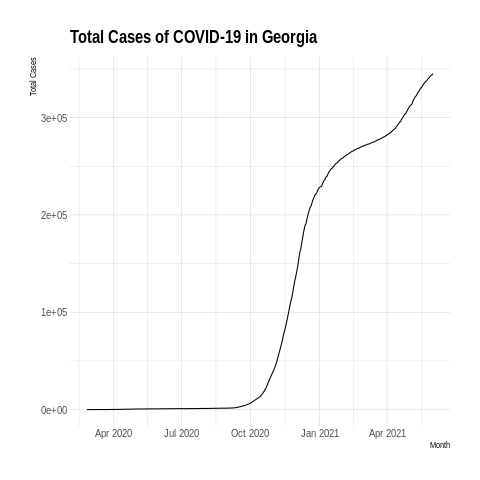 Total Cases of COVID-19 in Georgia
Total Cases
3e+05
2e+05
1e+05
0e+00
Apr 2020 Jul 2020 Oct 2020 Jan 2021 Apr 2021
Month